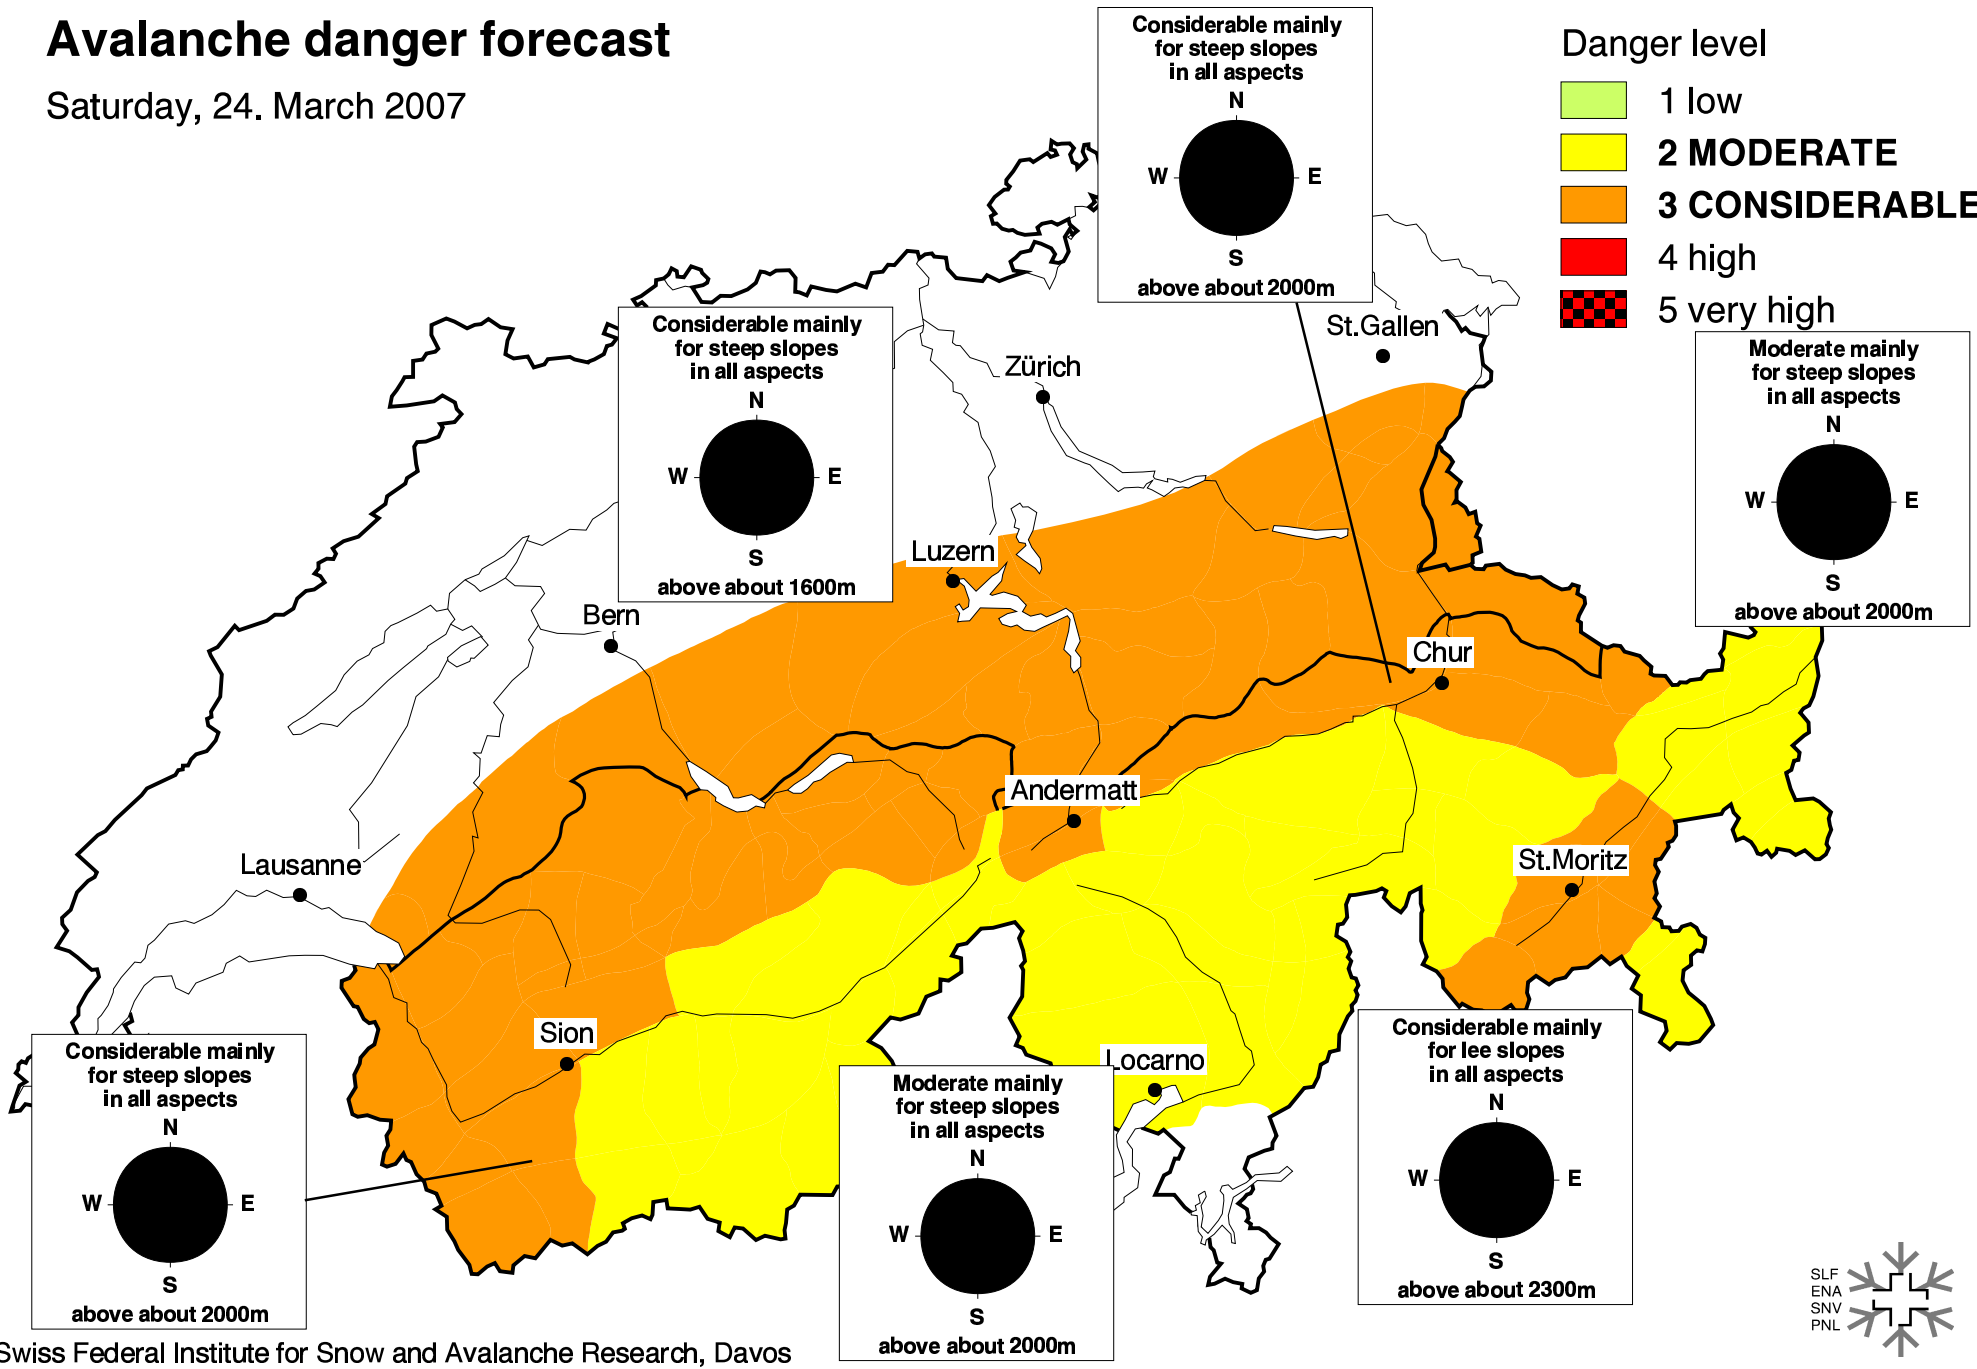 Avalanche danger forecast
Saturday, 24. March 2007
Considerable mainly
for steep slopes
in all aspects
N
W
E
S
above about 2000m
Danger level
1 low
2 MODERATE
3 CONSIDERABLE
4 high
5 very high
Considerable mainly
for steep slopes
in all aspects
N
W
E
S
above about 1600m
St.Gallen
Zürich
Moderate mainly
for steep slopes
in all aspects
N
W
E
S
above about 2000m
Luzern
Bern
Chur
Andermatt
Lausanne
St.Moritz
Sion
Locarno
Considerable mainly
for steep slopes
in all aspects
N
W
E
S
above about 2000m
Moderate mainly
for steep slopes
in all aspects
N
W
E
S
above about 2000m
Considerable mainly
for lee slopes
in all aspects
N
W
E
S
above about 2300m
SLF
ENA
SNV
PNL
Swiss Federal Institute for Snow and Avalanche Research, Davos